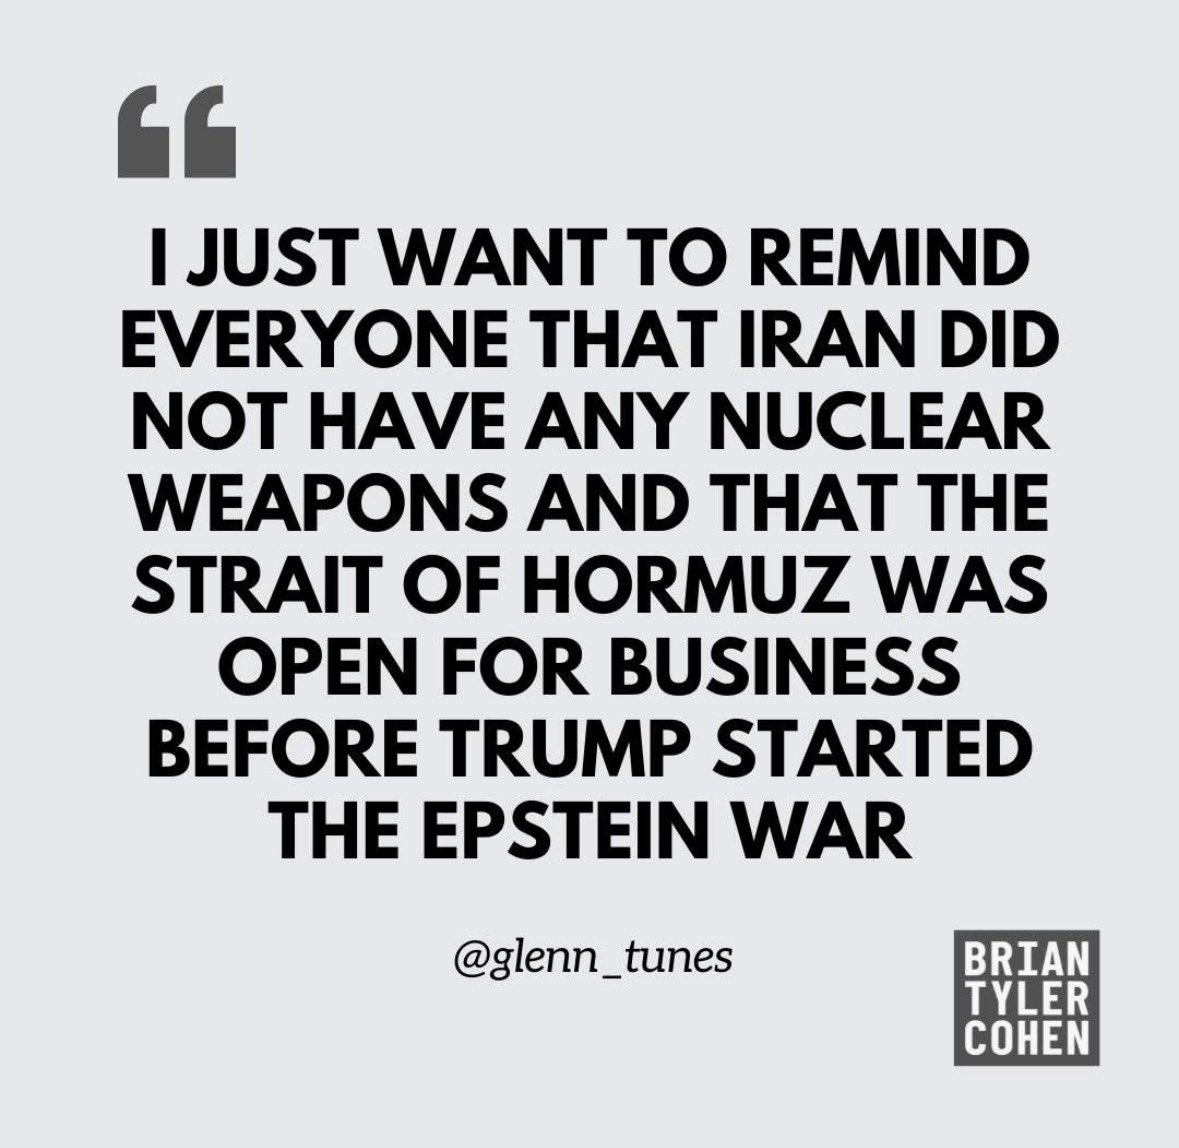 “
I JUST WANT TO REMIND
EVERYONE THAT IRAN DID
NOT HAVE ANY NUCLEAR
WEAPONS AND THAT THE
STRAIT OF HORMUZ WAS
OPEN FOR BUSINESS
BEFORE TRUMP STARTED
THE EPSTEIN WAR
@glenn_tunes
BRIAN
TYLER
COHEN